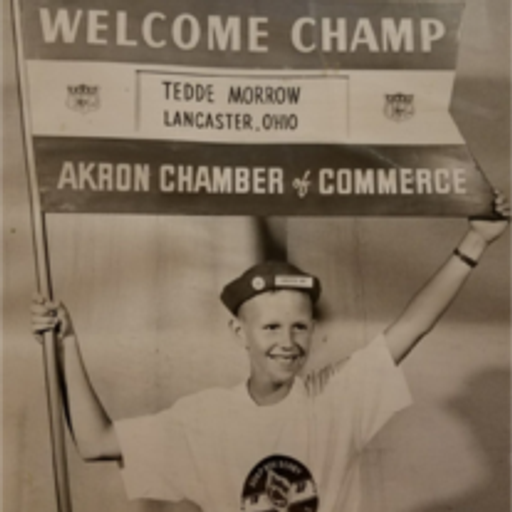 WELCOME CHAMP
TEDDE MORROW
LANCASTER, OHIO
AKRON CHAMBER of COMMERCE